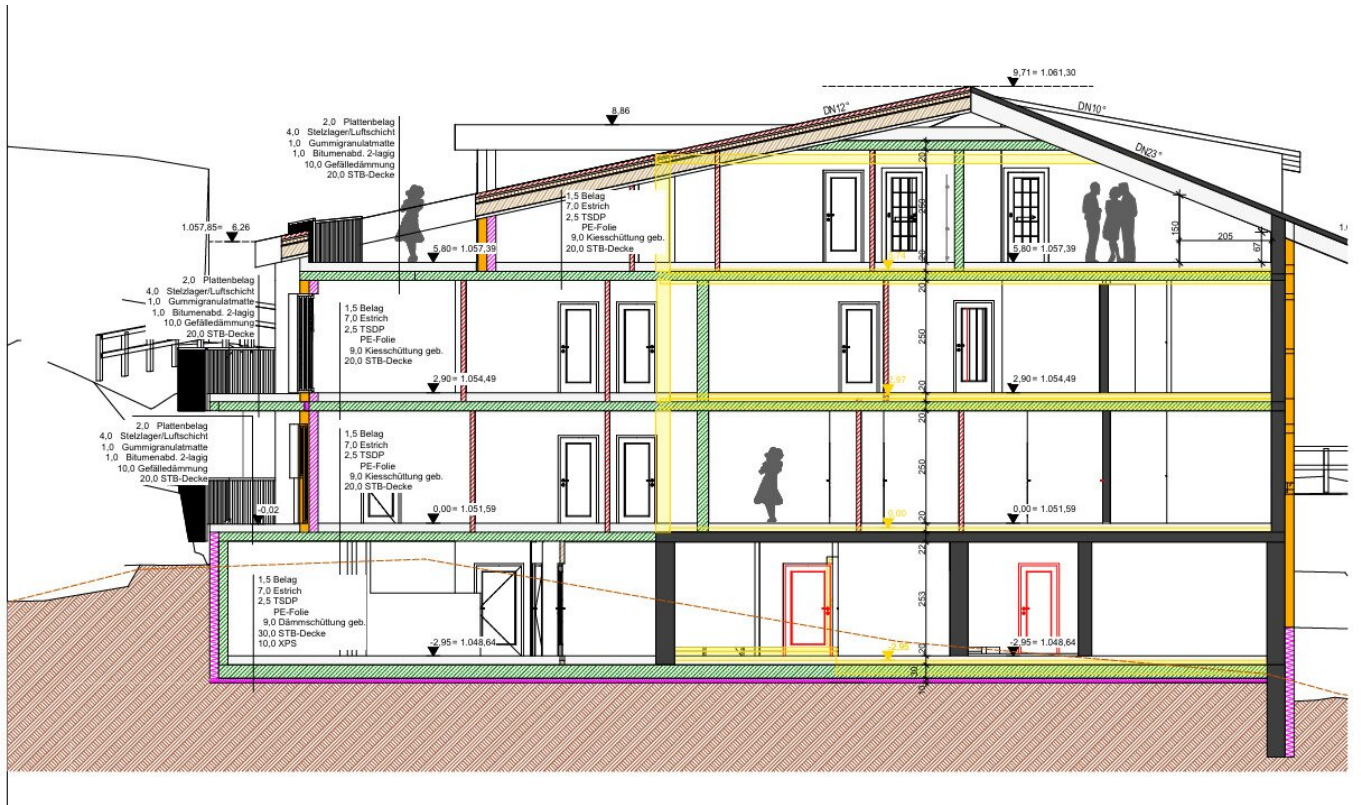 9,71= 1.061,30
DN12°
DN10°
8,86
2,0 Plattenbelag
4,0 Stelzlager/Luftschicht
1,0 Gummigranulatmatte
1,0 Bitumenabd. 2-lagig
10,0 Gefälledämmung
20,0 STB-Decke
DN23°
20
1,5 Belag
7,0 Estrich
2,5 TSDP
PE-Folie
9,0 Kiesschüttung geb.
20,0 STB-Decke
250
150
205
67
1.057,85= 6,26
5,80= 1.057,39
20
5,80= 1.057,39
20
2,0 Plattenbelag
4,0 Stelzlager/Luftschicht
1,0 Gummigranulatmatte
1,0 Bitumenabd. 2-lagig
10,0 Gefälledämmung
20,0 STB-Decke
1,5 Belag
7,0 Estrich
2,5 TSDP
PE-Folie
9,0 Kiesschüttung geb.
20,0 STB-Decke
250
2,90= 1.054,49
20
2,90= 1.054,49
20
2,0 Plattenbelag
4,0 Stelzlager/Luftschicht
1,0 Gummigranulatmatte
1,0 Bitumenabd. 2-lagig
10,0 Gefälledämmung
20,0 STB-Decke
1,5 Belag
7,0 Estrich
2,5 TSDP
PE-Folie
9,0 Kiesschüttung geb.
20,0 STB-Decke
250
-0,02
0,00= 1.051,59
0,00
20
0,00= 1.051,59
22
1,5 Belag
7,0 Estrich
2,5 TSDP
PE-Folie
9,0 Dämmschüttung geb.
30,0 STB-Decke
10,0 XPS
253
-2,95= 1.048,64
-2,95
20
-2,95= 1.048,64
30
10